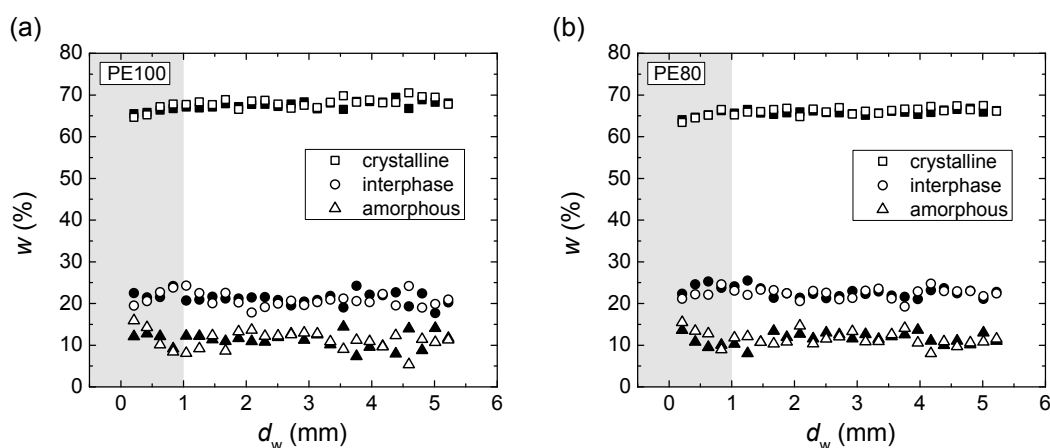 (a)
PE100
80
70
60
50
40
30
20
10
0
w (%)
crystalline
interphase
amorphous
0 1 2 3 4 5 6
dw (mm)
(b)
PE80
80
70
60
50
40
30
20
10
0
w (%)
crystalline
interphase
amorphous
0 1 2 3 4 5 6
dw (mm)